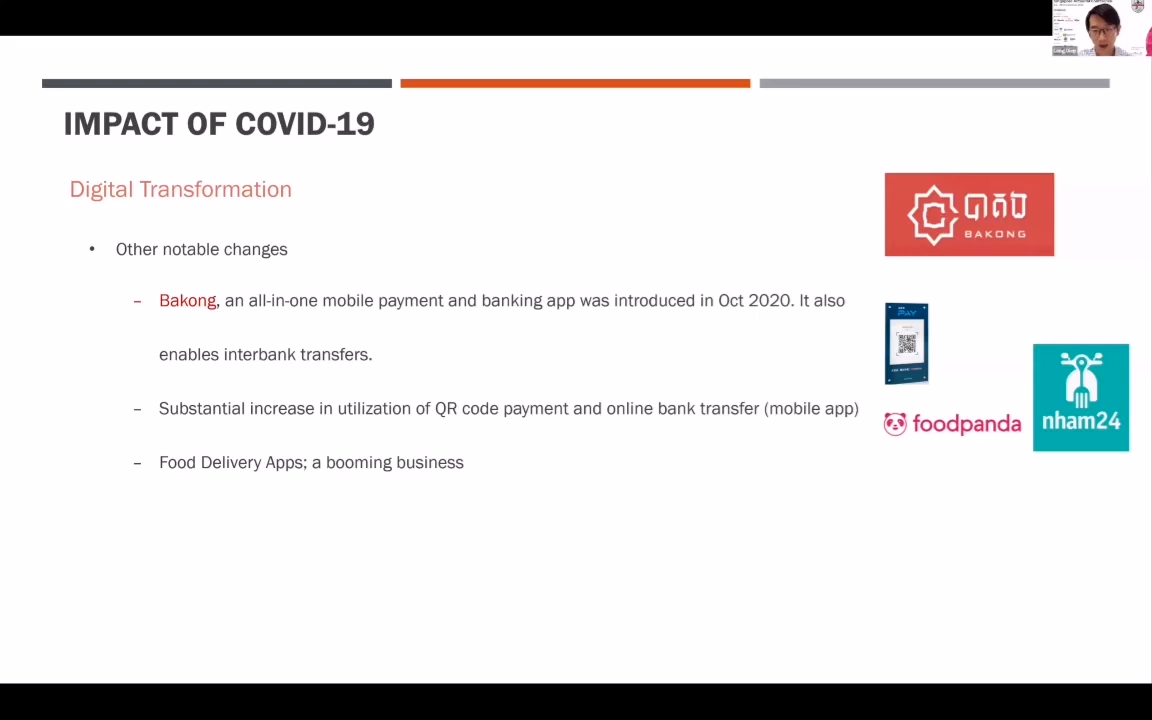 IMPACT OF COVID-19
Digital Transformation
• Other notable changes
– Bakong, an all-in-one mobile payment and banking app was introduced in Oct 2020. It also
enables interbank transfers.
– Substantial increase in utilization of QR code payment and online bank transfer (mobile app)
– Food Delivery Apps; a booming business
បាគង
BAKONG
PAY
foodpanda
nham24